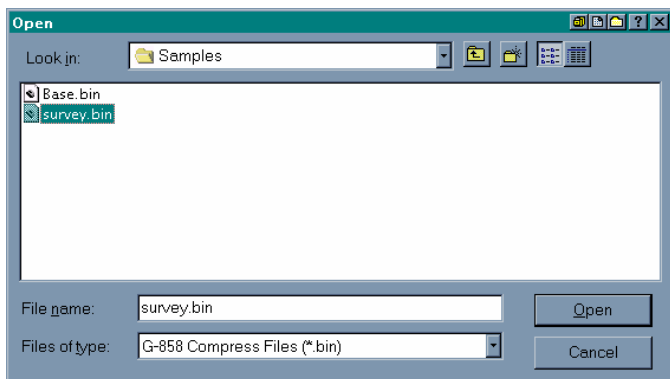 Open
Look in: Samples
Base.bin
survey.bin
File name: survey.bin Open
Files of type: G-858 Compress Files (*.bin) Cancel